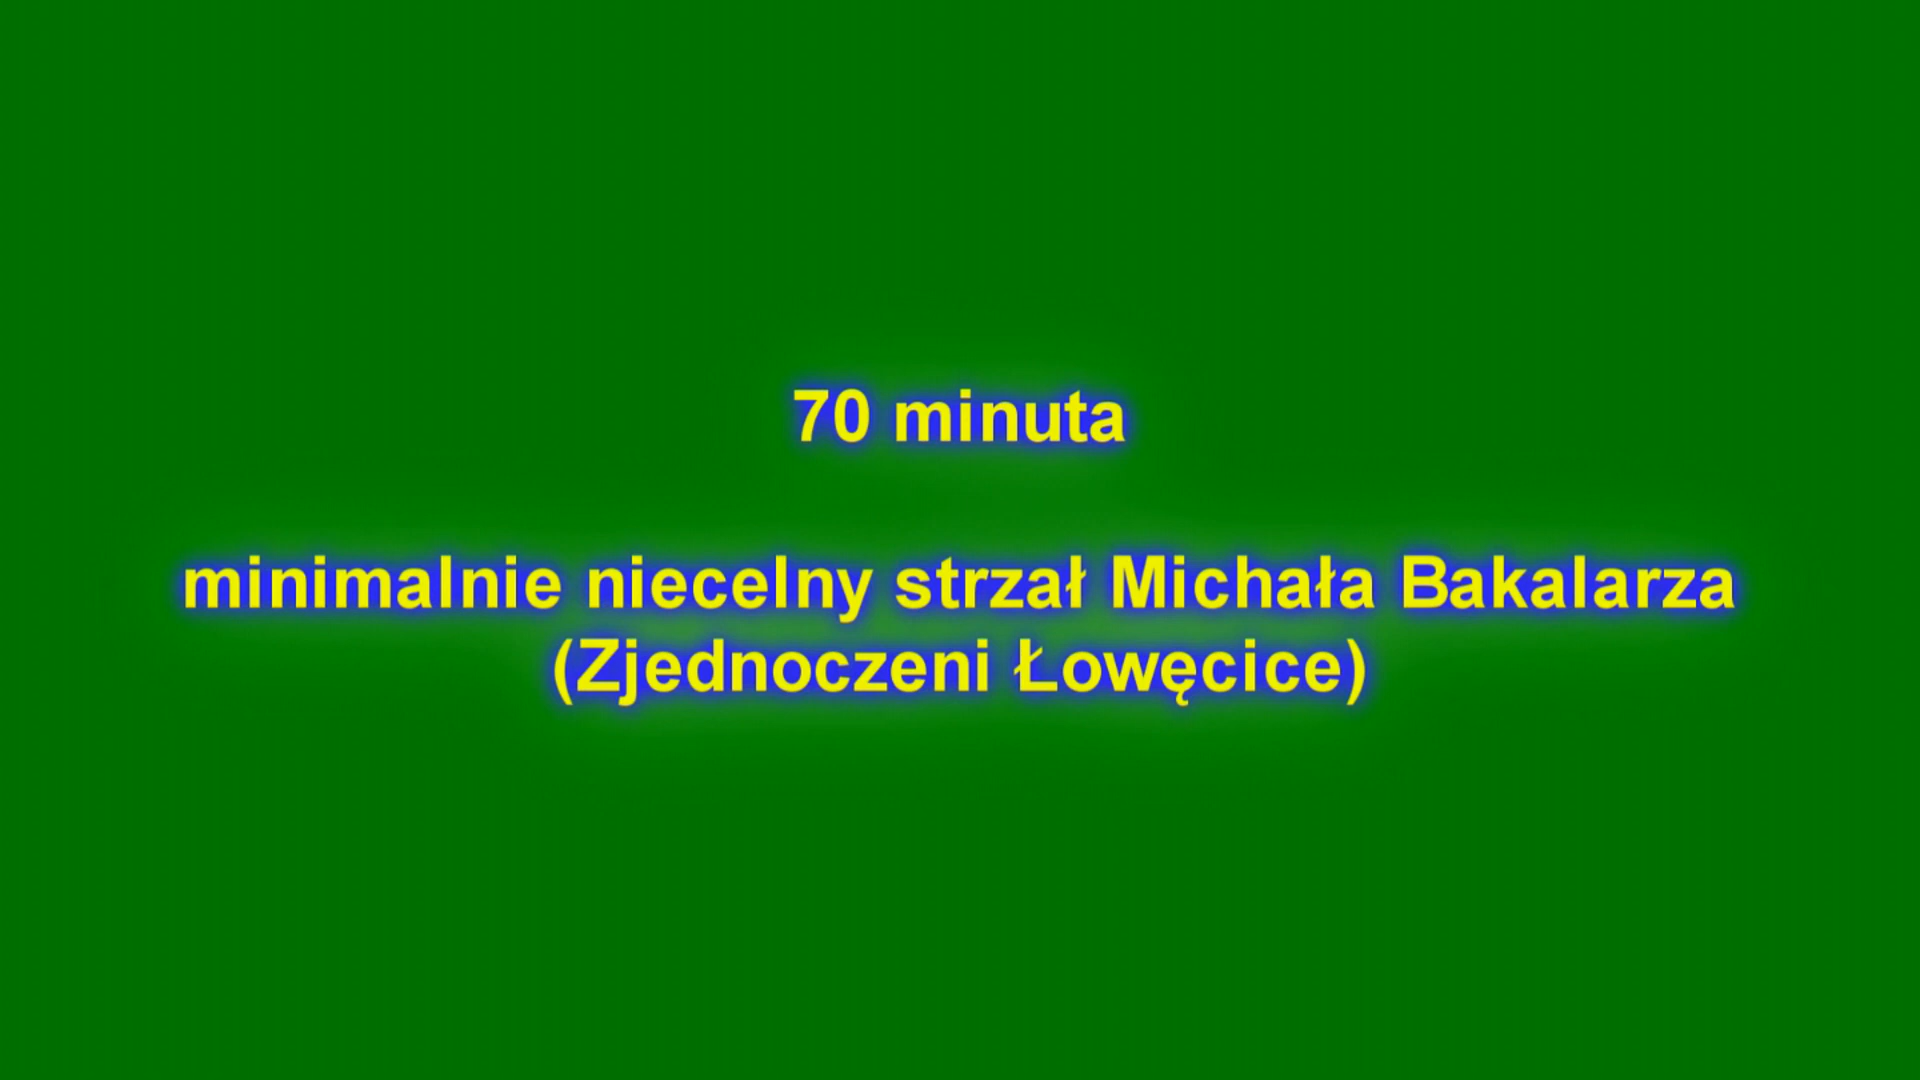 70 minuta
minimalnie niecelny strzał Michała Bakalarza
(Zjednoczeni Łowęcice)